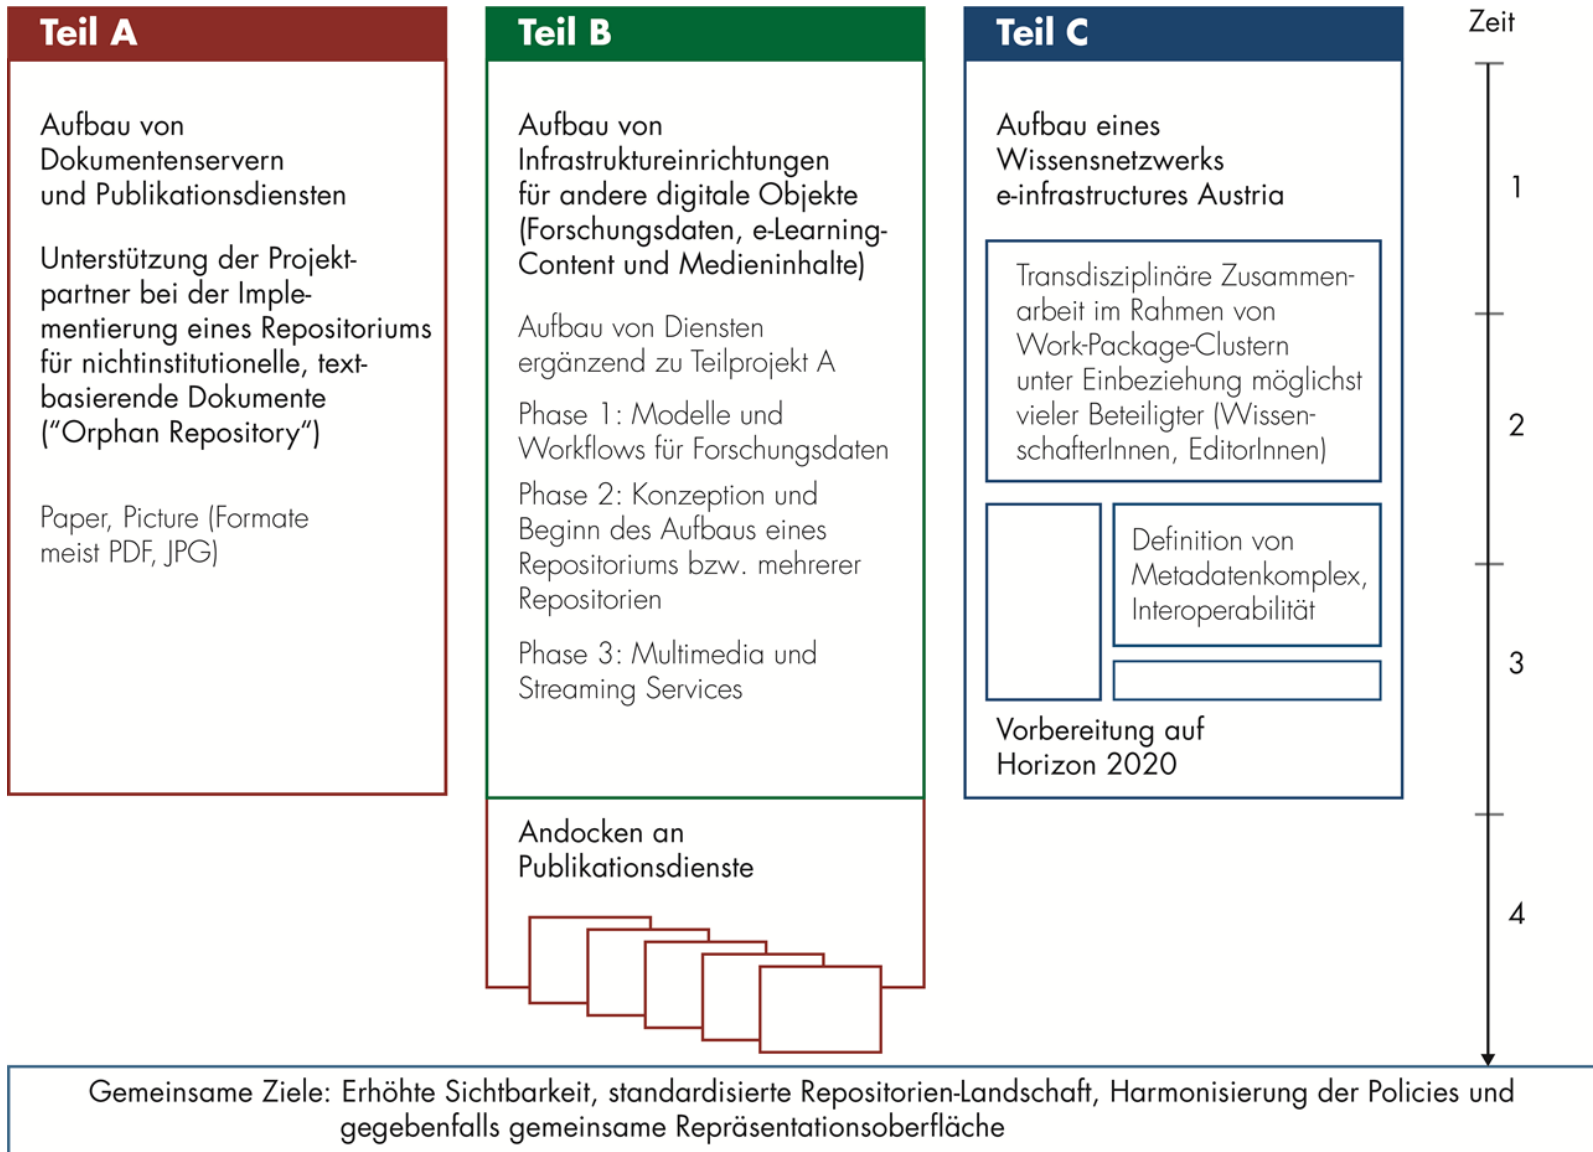 Teil A
Aufbau von
Dokumentenservern
und Publikationsdiensten
Unterstützung der Projekt-
partner bei der Imple-
mentierung eines Repositoriums
für nichtinstitutionelle, text-
basierende Dokumente
(“Orphan Repository“)
Paper, Picture (Formate
meist PDF, JPG)
Teil B
Aufbau von
Infrastruktureinrichtungen
für andere digitale Objekte
(Forschungsdaten, e-Learning-
Content und Medieninhalte)
Aufbau von Diensten
ergänzend zu Teilprojekt A
Phase 1: Modelle und
Workflows für Forschungsdaten
Phase 2: Konzeption und
Beginn des Aufbaus eines
Repositoriums bzw. mehrerer
Repositorien
Phase 3: Multimedia und
Streaming Services
Andocken an
Publikationsdienste
Teil C
Aufbau eines
Wissensnetzwerks
e-infrastructures Austria
Transdisziplinäre Zusammen-
arbeit im Rahmen von
Work-Package-Clustern
unter Einbeziehung möglichst
vieler Beteiligter (Wissen-
schafterInnen, EditorInnen)
Definition von
Metadatenkomplex,
Interoperabilität
Vorbereitung auf
Horizon 2020
Zeit
1
2
3
4
Gemeinsame Ziele: Erhöhte Sichtbarkeit, standardisierte Repositorien-Landschaft, Harmonisierung der Policies und
gegebenfalls gemeinsame Repräsentationsoberfläche